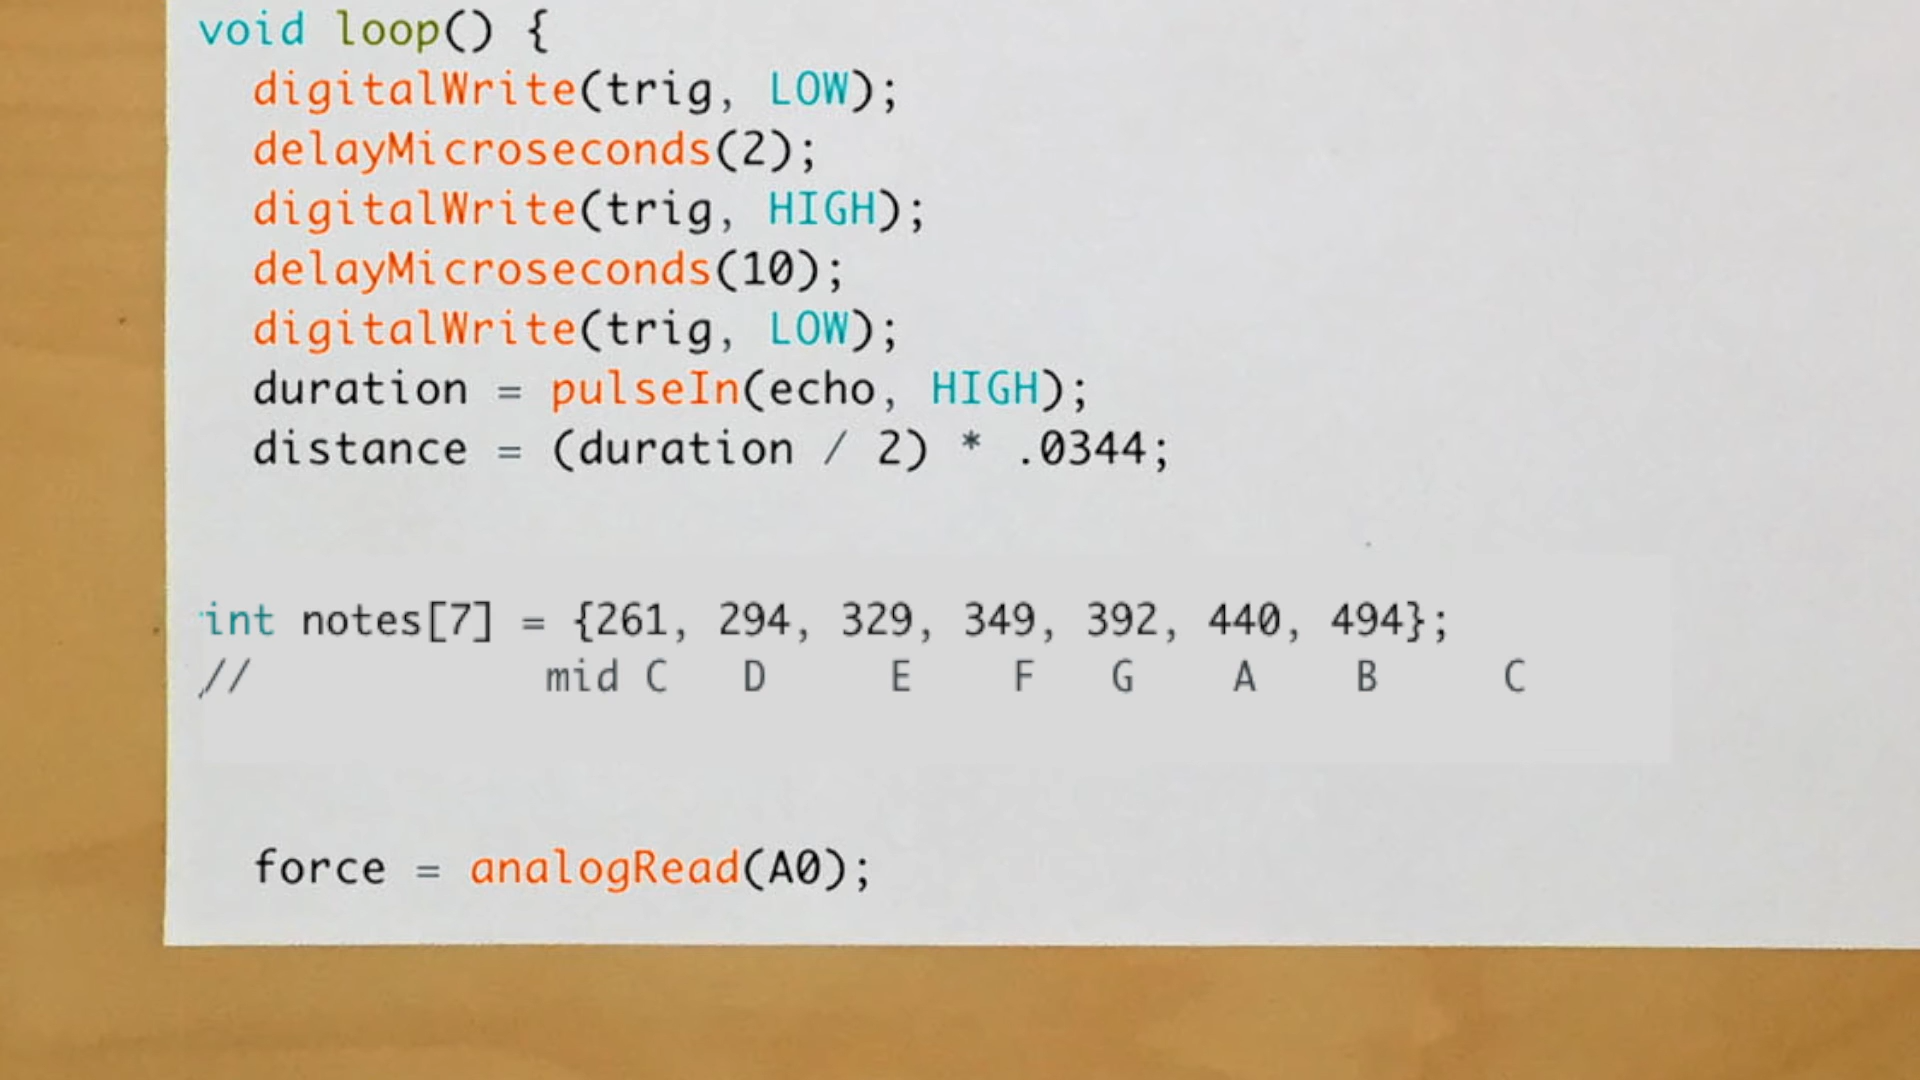 void loop() {
digitalWrite(trig, LOW);
delayMicroseconds(2);
digitalWrite(trig, HIGH);
delayMicroseconds(10);
digitalWrite(trig, LOW);
duration = pulseIn(echo, HIGH);
distance = (duration / 2) * .0344;
int notes[7] = {261, 294, 329, 349, 392, 440, 494};
// mid C D E F G A B C
force = analogRead(A0);